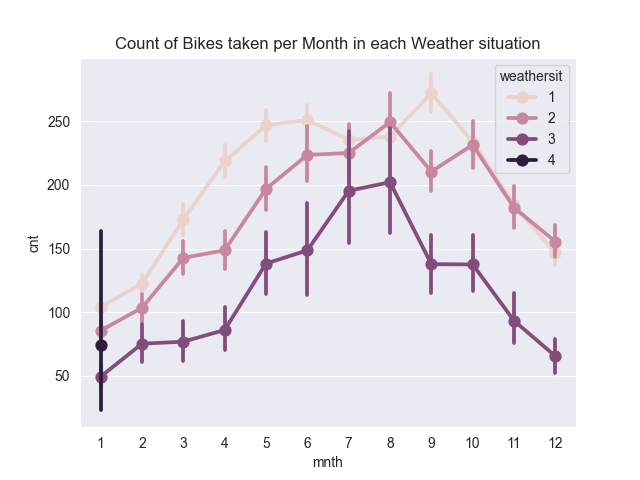 Count of Bikes taken per Month in each Weather situation
weathersit
1
2
3
4
cnt
250
200
150
100
50
1 2 3 4 5 6 7 8 9 10 11 12
mnth